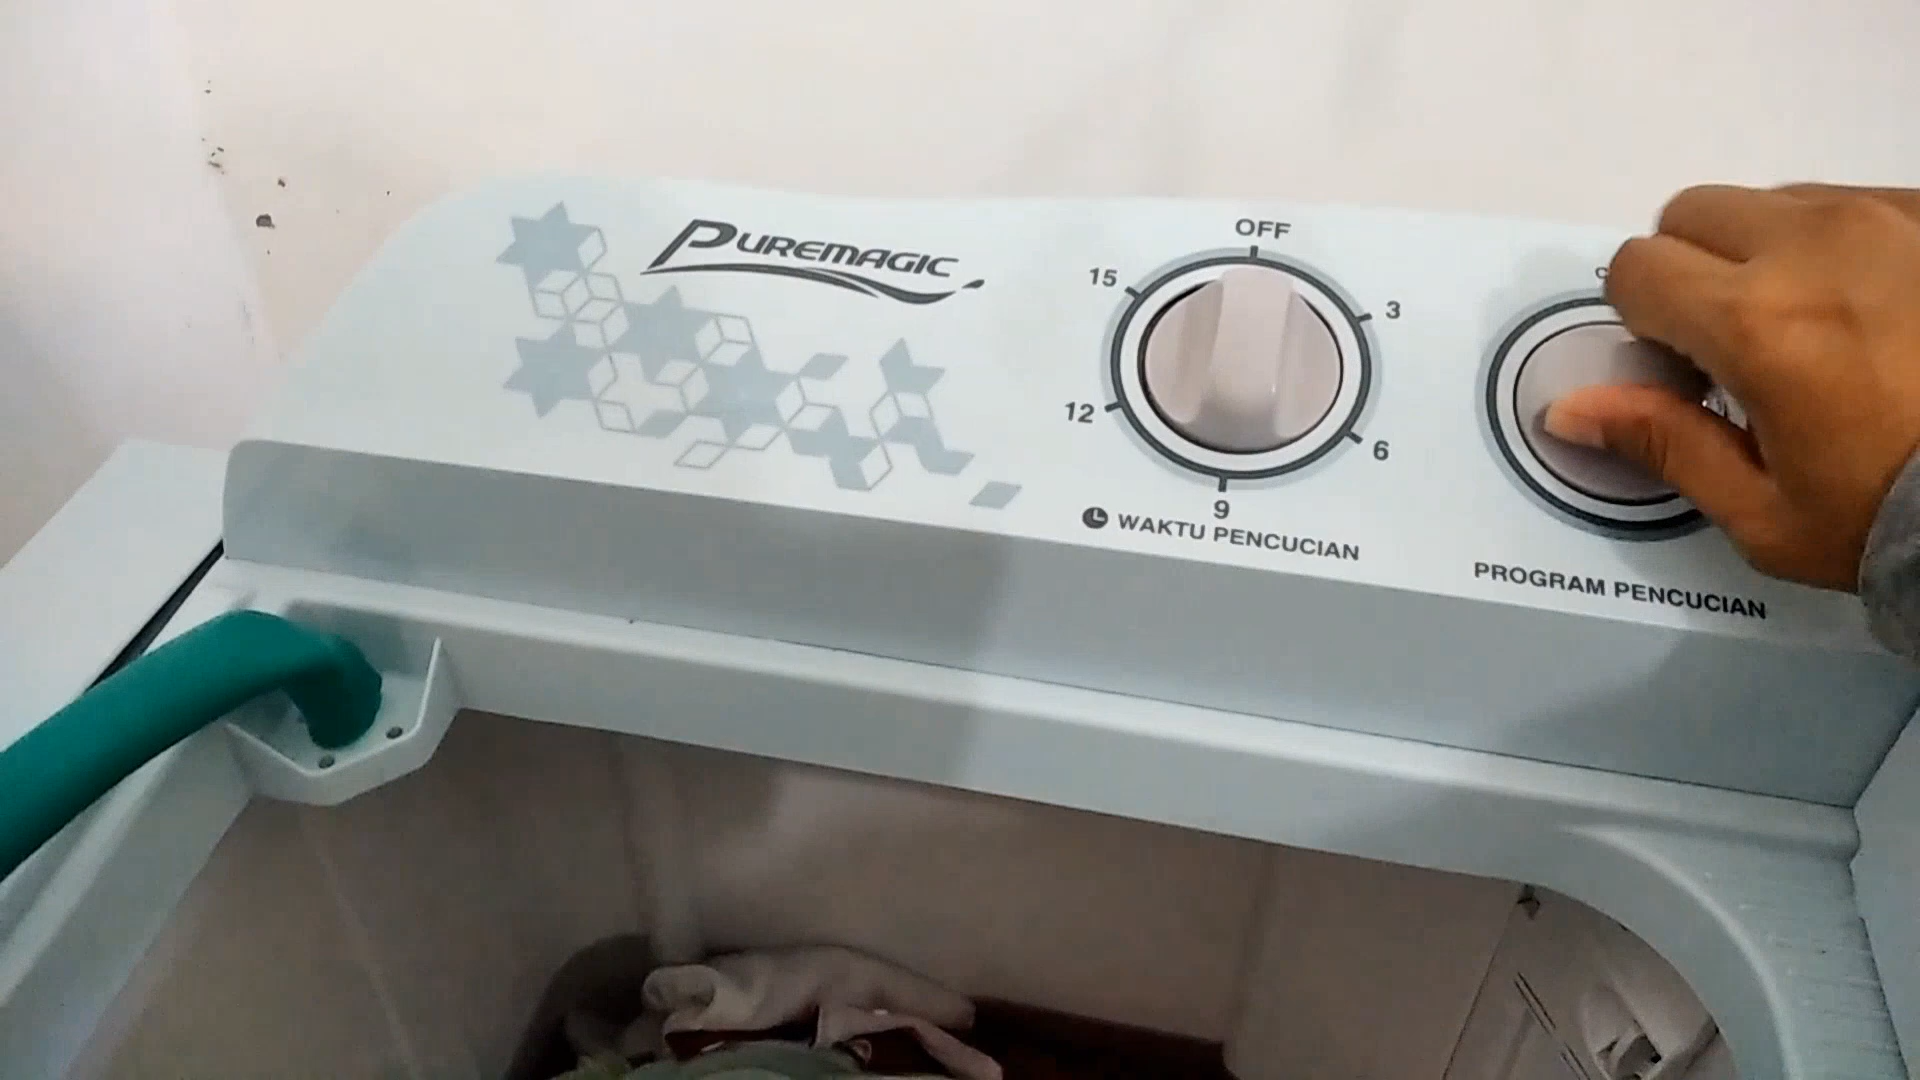 PUREMAGIC
OFF
15
3
12
6
9
WAKTU PENCUCIAN
PROGRAM PENCUCIAN